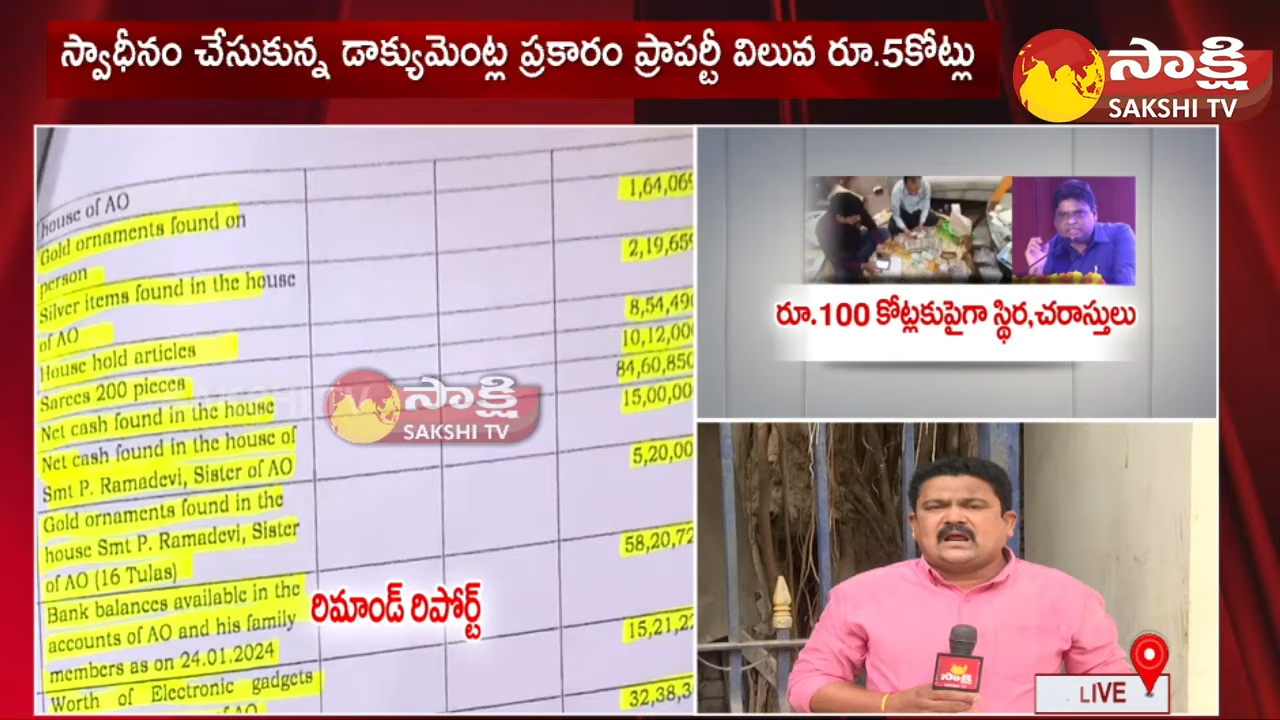 స్వాధీనం చేసుకున్న డాక్యుమెంట్ల ప్రకారం ప్రాపర్టీ విలువ రూ.5కోట్లు
సాక్షి
SAKSHI TV
house of AO
1,64,069
Gold ornaments found on
person
2,19,659
Silver items found in the house
of AO
8,54,490
House hold articles
10,12,000
Sarees 200 pieces
84,60,850
Net cash found in the house
15,00,00
Net cash found in the house of
Smt P. Ramadevi, Sister of AO
5,20,00
Gold ornaments found in the
house Smt P. Ramadevi, Sister
of AO (16 Tulas)
58,20,72
Bank balances available in the
accounts of AO and his family
members as on 24.01.2024
15,21,22
Worth of Electronic gadgets
32,38,3
సాక్షి
SAKSHI TV
రిమాండ్ రిపోర్ట్
రూ.100 కోట్లకుపైగా స్థిర,చరాస్తులు
సాక్షి
LIVE